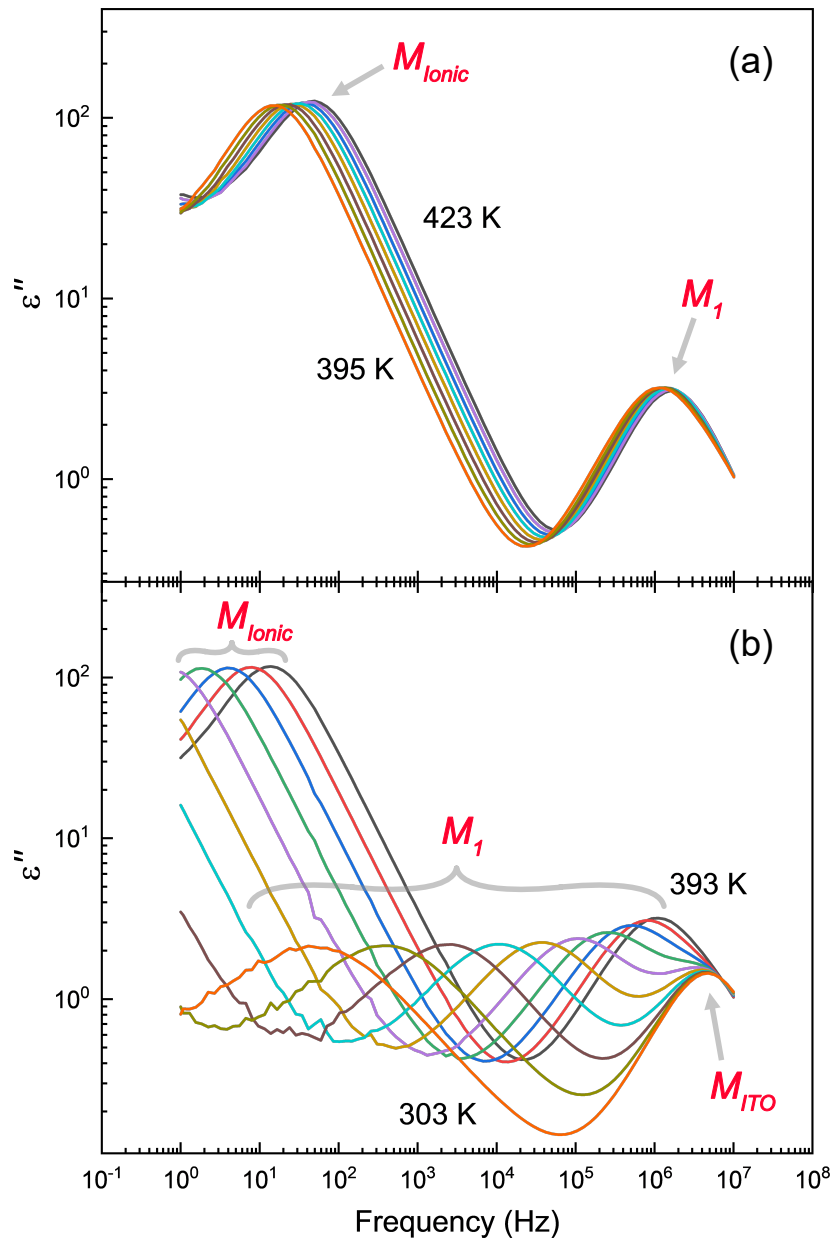 (a)
M_Ionic
423 K
M_1
395 K
ε″
10^2
10^1
10^0
(b)
M_Ionic
M_1
393 K
303 K
M_ITO
ε″
10^2
10^1
10^0
10^-1 10^0 10^1 10^2 10^3 10^4 10^5 10^6 10^7 10^8
Frequency (Hz)